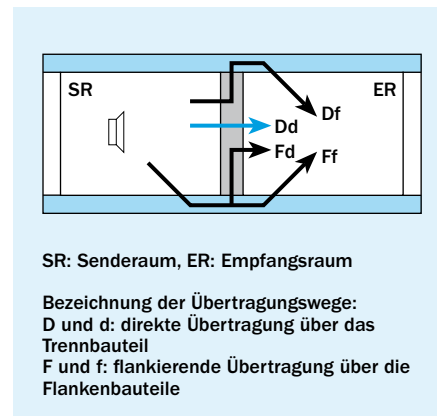 SR
ER
Df
Dd
Fd
Ff
SR: Senderaum, ER: Empfangsraum
Bezeichnung der Übertragungswege:
D und d: direkte Übertragung über das
Trennbauteil
F und f: flankierende Übertragung über die
Flankenbauteile